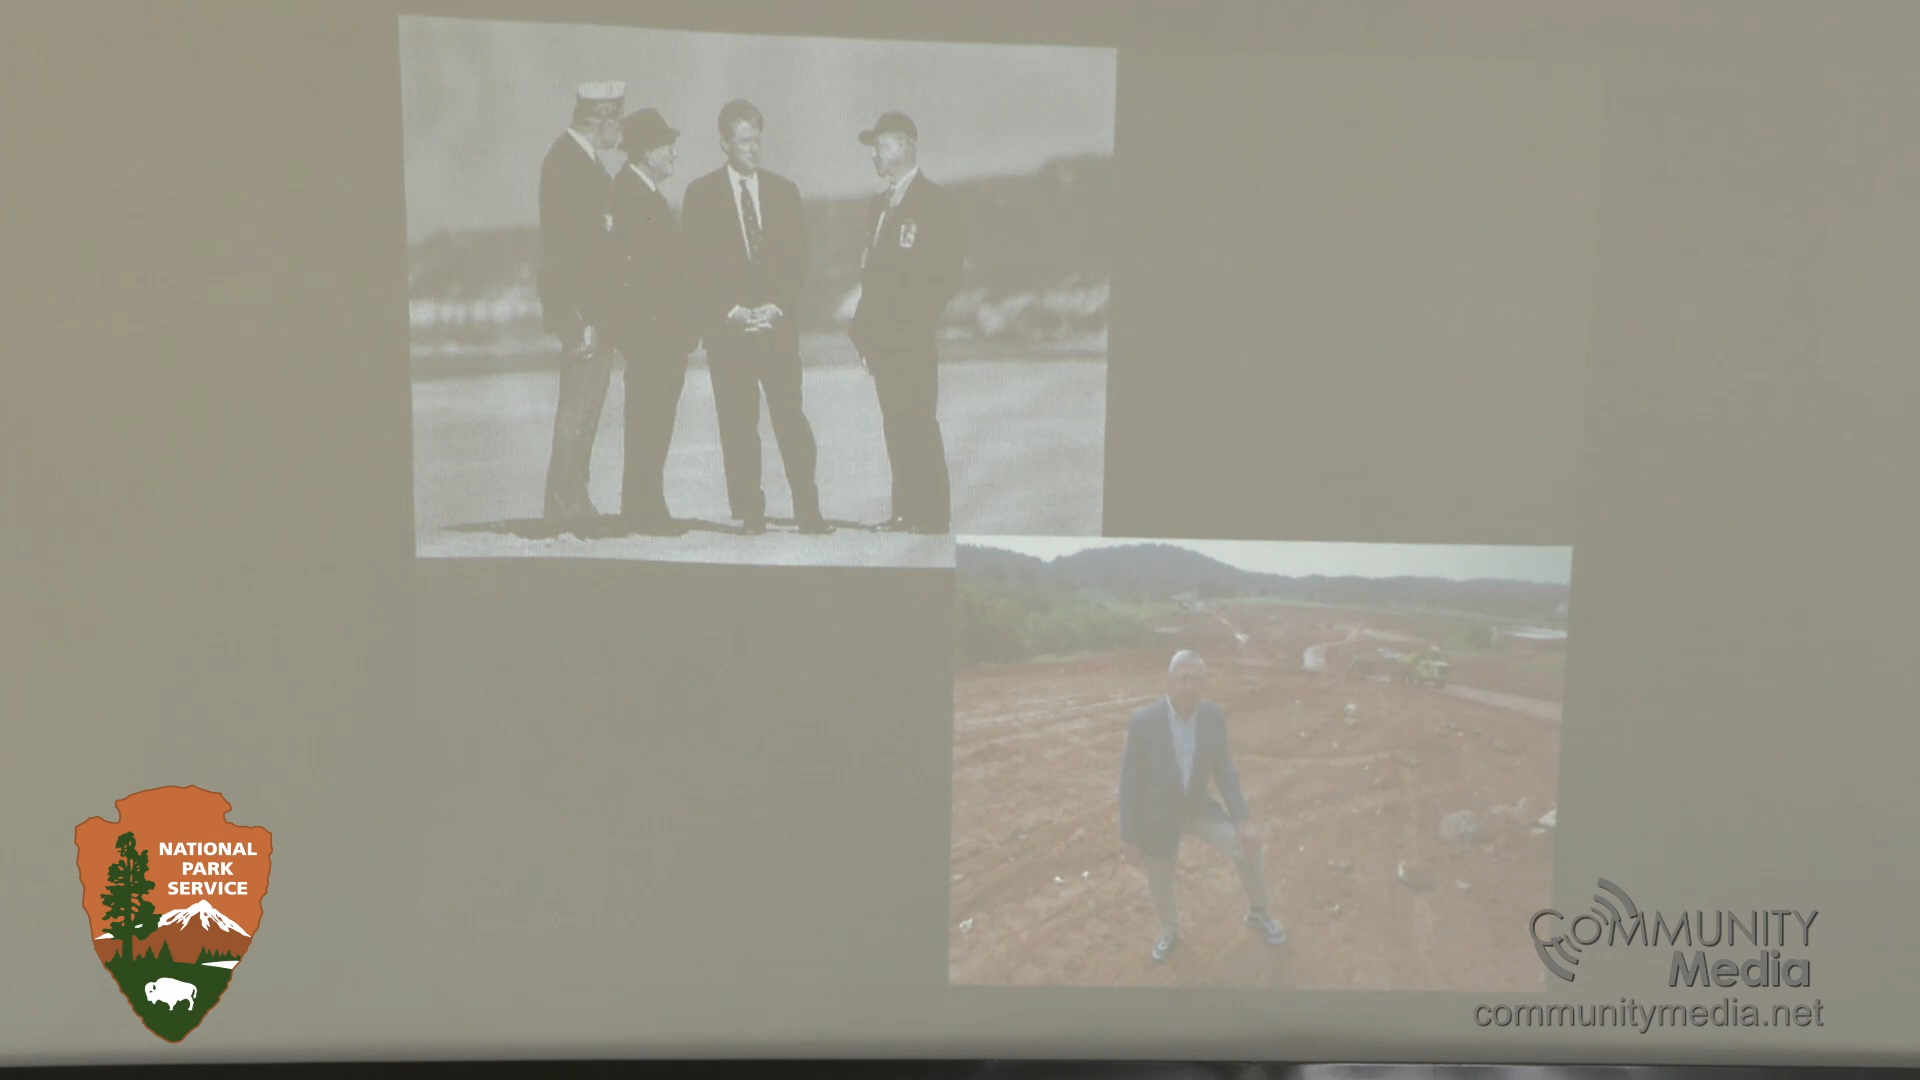 NATIONAL
PARK
SERVICE
COMMUNITY
Media
communitymedia.net